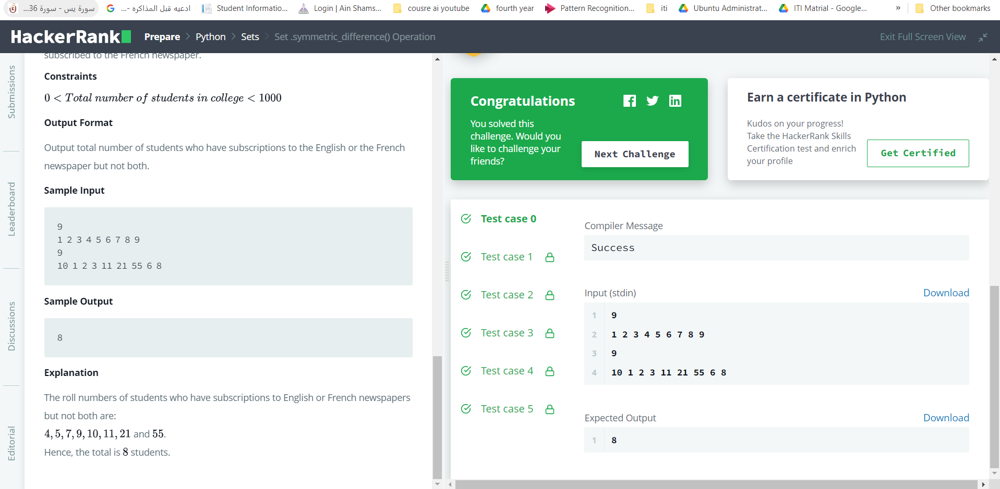 سورة يس - سورة 36...
ادعيه قبل المذاكره -...
Student Informatio...
Login | Ain Shams...
cousre ai youtube
fourth year
Pattern Recognition...
iti
Ubuntu Administrat...
ITI Matrial - Google...
»
Other bookmarks
HackerRank
Prepare > Python > Sets > Set .symmetric_difference() Operation
Exit Full Screen View
Submissions
Leaderboard
Discussions
Editorial
subscribed to the French newspaper.
Constraints
0 < Total number of students in college < 1000
Output Format
Output total number of students who have subscriptions to the English or the French
newspaper but not both.
Sample Input
9
1 2 3 4 5 6 7 8 9
9
10 1 2 3 11 21 55 6 8
Sample Output
8
Explanation
The roll numbers of students who have subscriptions to English or French newspapers
but not both are:
4, 5, 7, 9, 10, 11, 21 and 55.
Hence, the total is 8 students.
Congratulations
You solved this
challenge. Would you
like to challenge your
friends?
Next Challenge
Earn a certificate in Python
Kudos on your progress!
Take the HackerRank Skills
Certification test and enrich
your profile
Get Certified
Test case 0
Test case 1
Test case 2
Test case 3
Test case 4
Test case 5
Compiler Message
Success
Input (stdin)
Download
1 9
2 1 2 3 4 5 6 7 8 9
3 9
4 10 1 2 3 11 21 55 6 8
Expected Output
Download
1 8